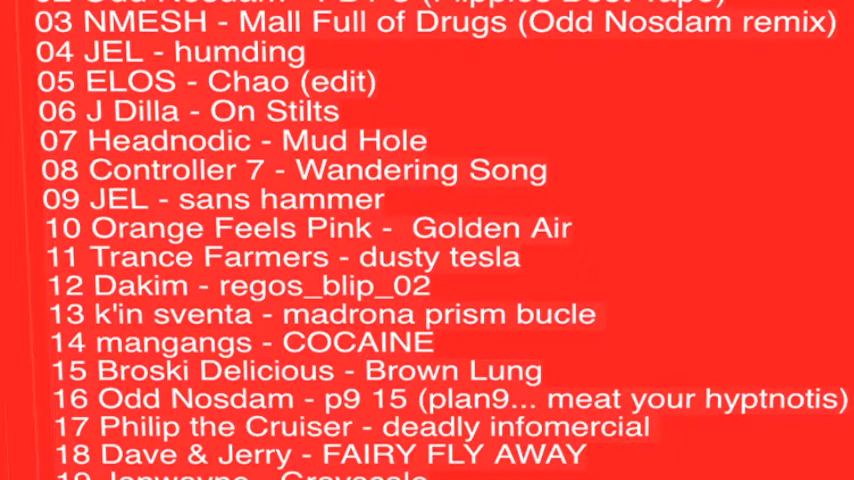 03 NMESH - Mall Full of Drugs (Odd Nosdam remix)
04 JEL - humding
05 ELOS - Chao (edit)
06 J Dilla - On Stilts
07 Headnodic - Mud Hole
08 Controller 7 - Wandering Song
09 JEL - sans hammer
10 Orange Feels Pink -  Golden Air
11 Trance Farmers - dusty tesla
12 Dakim - regos_blip_02
13 k'in sventa - madrona prism bucle
14 mangangs - COCAINE
15 Broski Delicious - Brown Lung
16 Odd Nosdam - p9 15 (plan9... meat your hyptnotis)
17 Philip the Cruiser - deadly infomercial
18 Dave & Jerry - FAIRY FLY AWAY